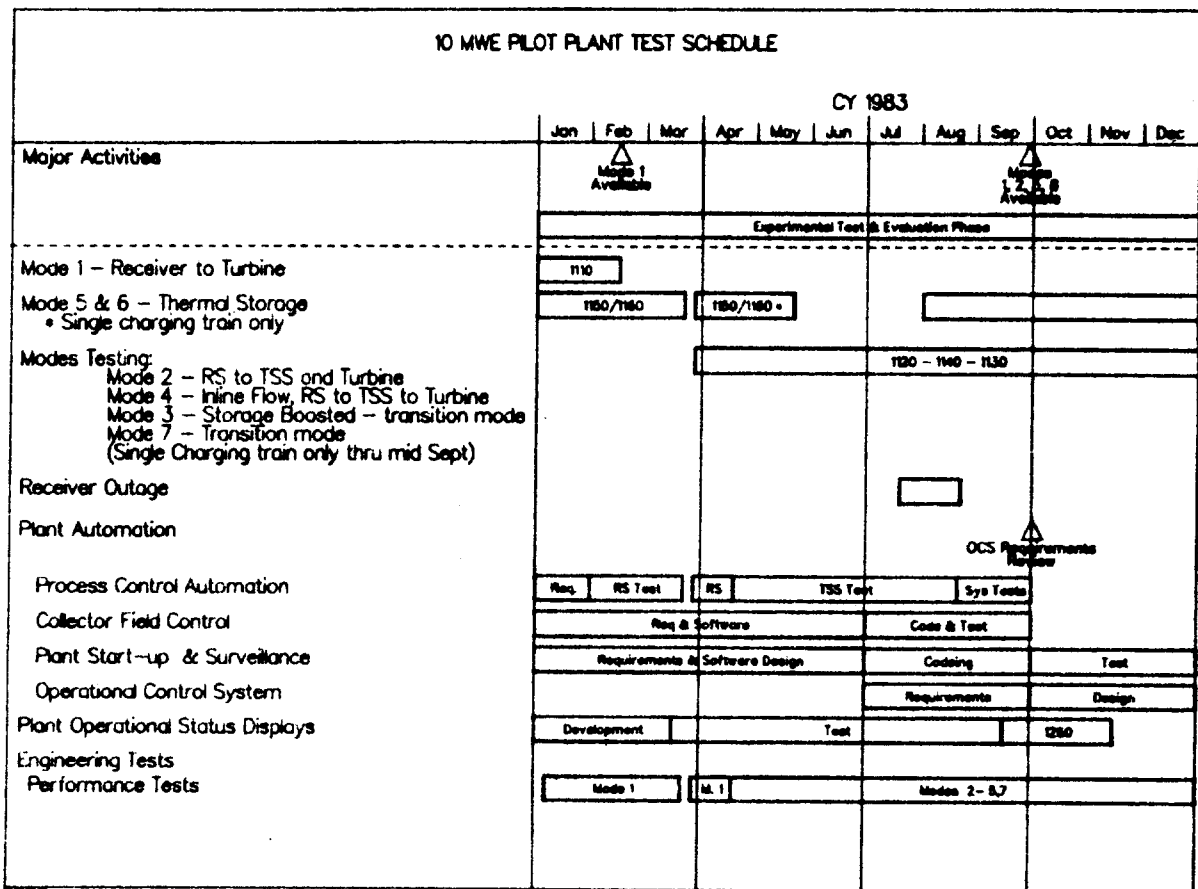 10 MWE PILOT PLANT TEST SCHEDULE
CY 1983
Jan Feb Mar Apr May Jun Jul Aug Sep Oct Nov Dec
Major Activities
Mode 1
Available
Modes
1, 2, 5, 6
Available
Experimental Test & Evaluation Phase
Mode 1 – Receiver to Turbine
1110
Mode 5 & 6 – Thermal Storage
1150/1160
1150/1160 *
* Single charging train only
Modes Testing:
1120 – 1140 – 1130
Mode 2 – RS to TSS and Turbine
Mode 4 – Inline Flow, RS to TSS to Turbine
Mode 3 – Storage Boosted – transition mode
Mode 7 – Transition mode
(Single Charging train only thru mid Sept)
Receiver Outage
Plant Automation
OCS Requirements
Review
Process Control Automation
Req. RS Test RS TSS Test Sys Tests
Collector Field Control
Req & Software Code & Test
Plant Start-up & Surveillance
Requirements & Software Design Codeing Test
Operational Control System
Requirements Design
Plant Operational Status Displays
Development Test 1260
Engineering Tests
Performance Tests
Mode 1 M. 1 Modes 2-6,7